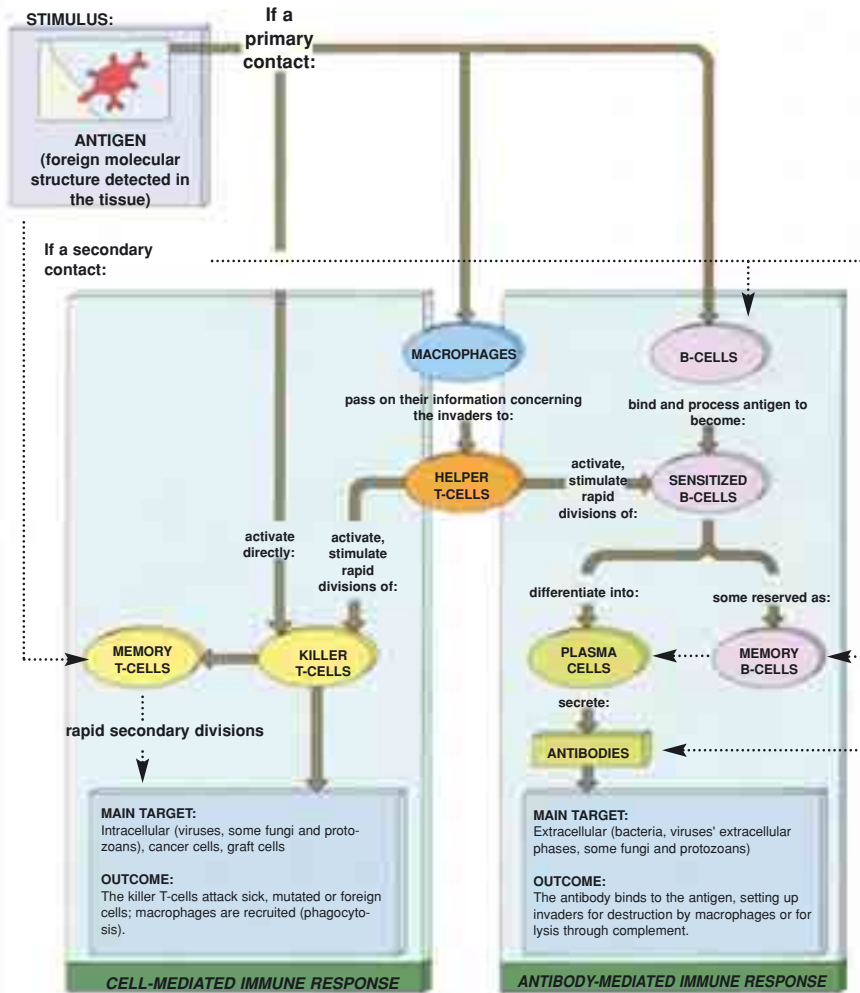 STIMULUS:
If a
primary
contact:
ANTIGEN
(foreign molecular
structure detected in
the tissue)
If a secondary
contact:
MACROPHAGES
B-CELLS
pass on their information concerning
the invaders to:
bind and process antigen to
become:
HELPER
T-CELLS
activate,
stimulate
rapid
divisions of:
SENSITIZED
B-CELLS
activate
directly:
activate,
stimulate
rapid
divisions of:
differentiate into:
some reserved as:
MEMORY
T-CELLS
KILLER
T-CELLS
PLASMA
CELLS
MEMORY
B-CELLS
rapid secondary divisions
secrete:
ANTIBODIES
MAIN TARGET:
Intracellular (viruses, some fungi and proto-
zoans), cancer cells, graft cells
OUTCOME:
The killer T-cells attack sick, mutated or foreign
cells; macrophages are recruited (phagocyto-
sis).
MAIN TARGET:
Extracellular (bacteria, viruses' extracellular
phases, some fungi and protozoans)
OUTCOME:
The antibody binds to the antigen, setting up
invaders for destruction by macrophages or for
lysis through complement.
CELL-MEDIATED IMMUNE RESPONSE
ANTIBODY-MEDIATED IMMUNE RESPONSE